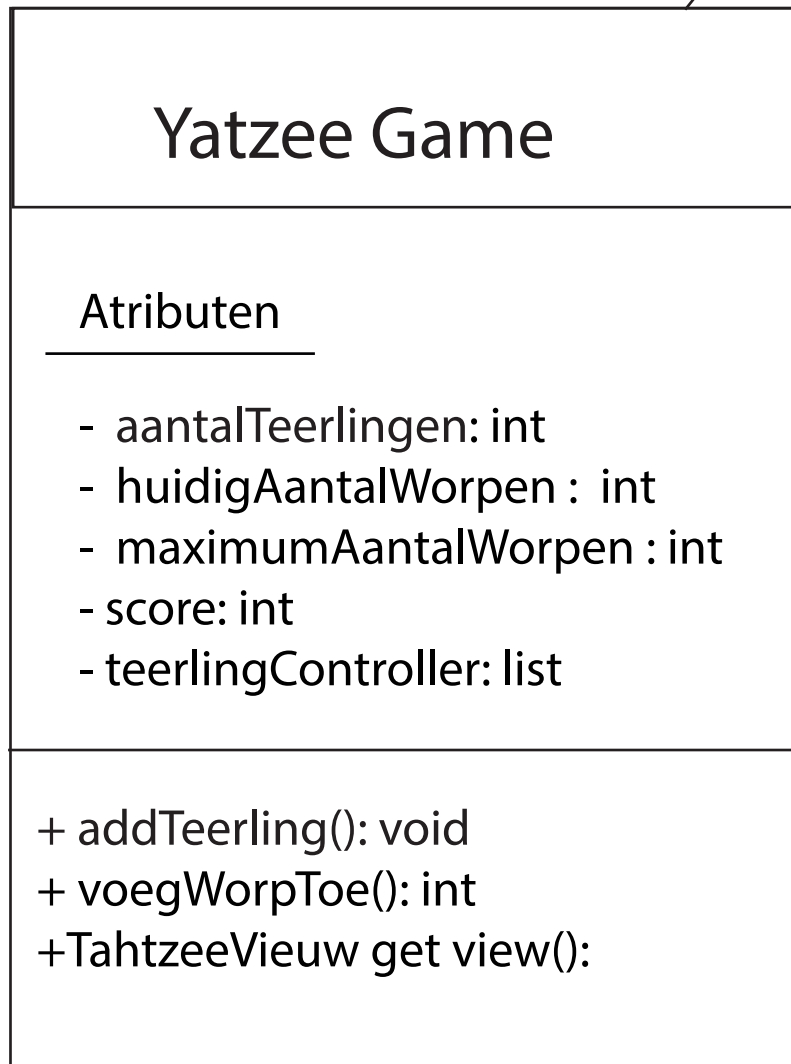 Yatzee Game
Atributen
- aantalTeerlingen: int
- huidigAantalWorpen : int
- maximumAantalWorpen : int
- score: int
- teerlingController: list
+ addTeerling(): void
+ voegWorpToe(): int
+TahtzeeVieuw get view():